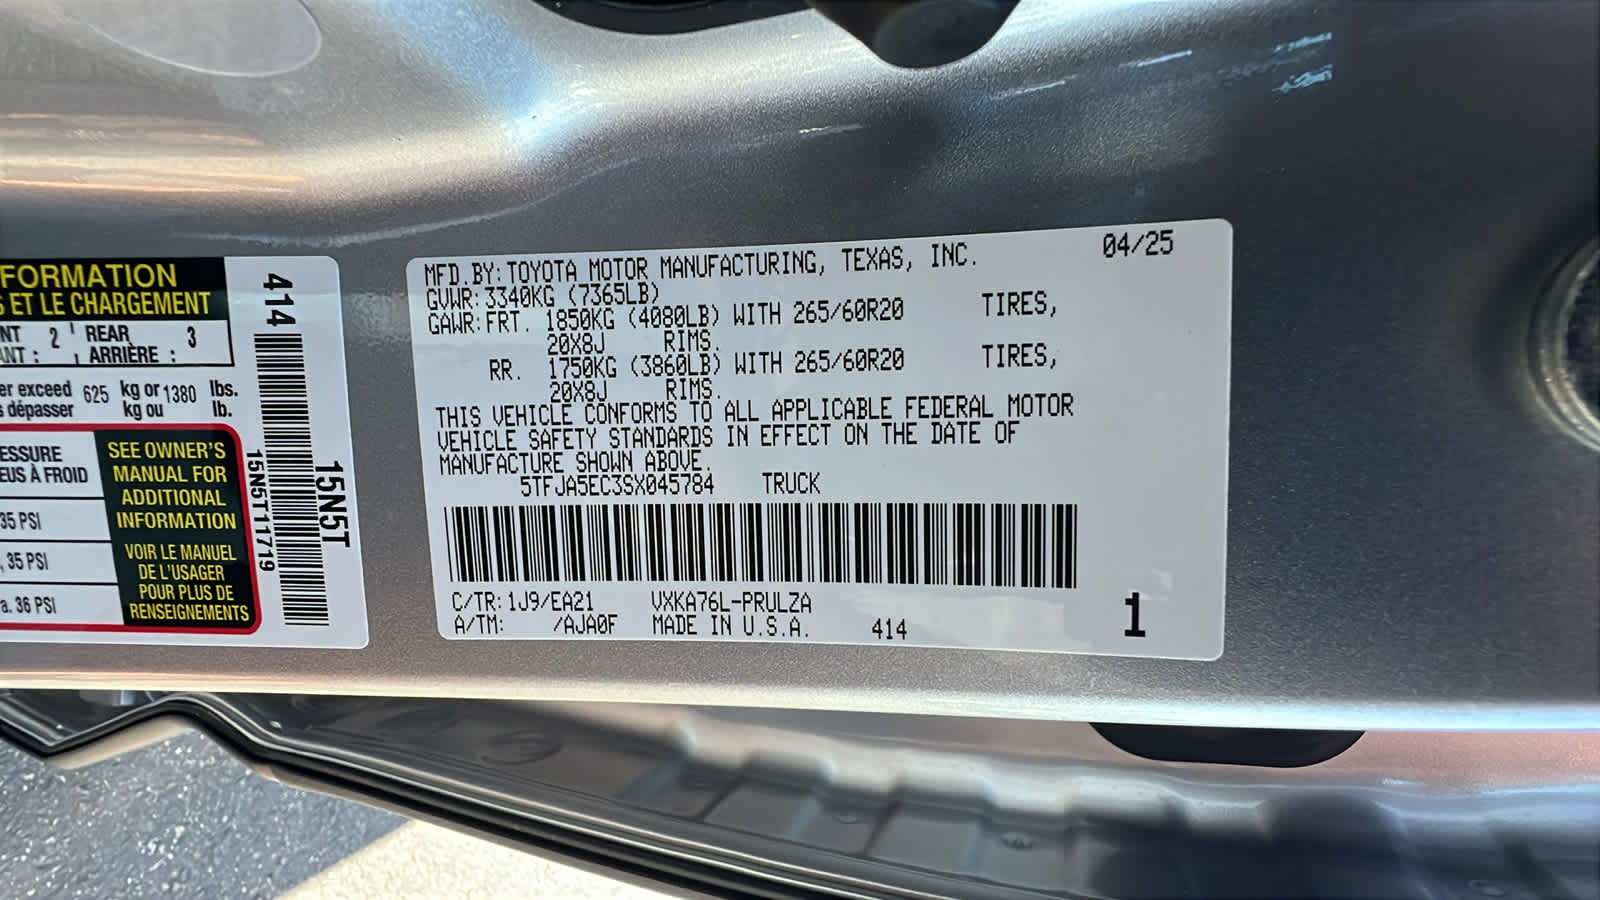 FORMATION
S ET LE CHARGEMENT
NT 2 REAR 3
ANT : ARRIÈRE :
er exceed 625 kg or 1380 lbs.
s dépasser kg ou lb.
ESSURE
EUS À FROID
35 PSI
, 35 PSI
a. 36 PSI
SEE OWNER'S
MANUAL FOR
ADDITIONAL
INFORMATION
VOIR LE MANUEL
DE L'USAGER
POUR PLUS DE
RENSEIGNEMENTS
414
15N5T11719
15N5T
MFD.BY:TOYOTA MOTOR MANUFACTURING, TEXAS, INC. 04/25
GVWR:3340KG (7365LB)
GAWR:FRT. 1850KG (4080LB) WITH 265/60R20 TIRES,
20X8J RIMS.
RR. 1750KG (3860LB) WITH 265/60R20 TIRES,
20X8J RIMS.
THIS VEHICLE CONFORMS TO ALL APPLICABLE FEDERAL MOTOR
VEHICLE SAFETY STANDARDS IN EFFECT ON THE DATE OF
MANUFACTURE SHOWN ABOVE.
5TFJA5EC3SX045784 TRUCK
C/TR:1J9/EA21 VXKA76L-PRULZA
A/TM: /AJA0F MADE IN U.S.A. 414
1